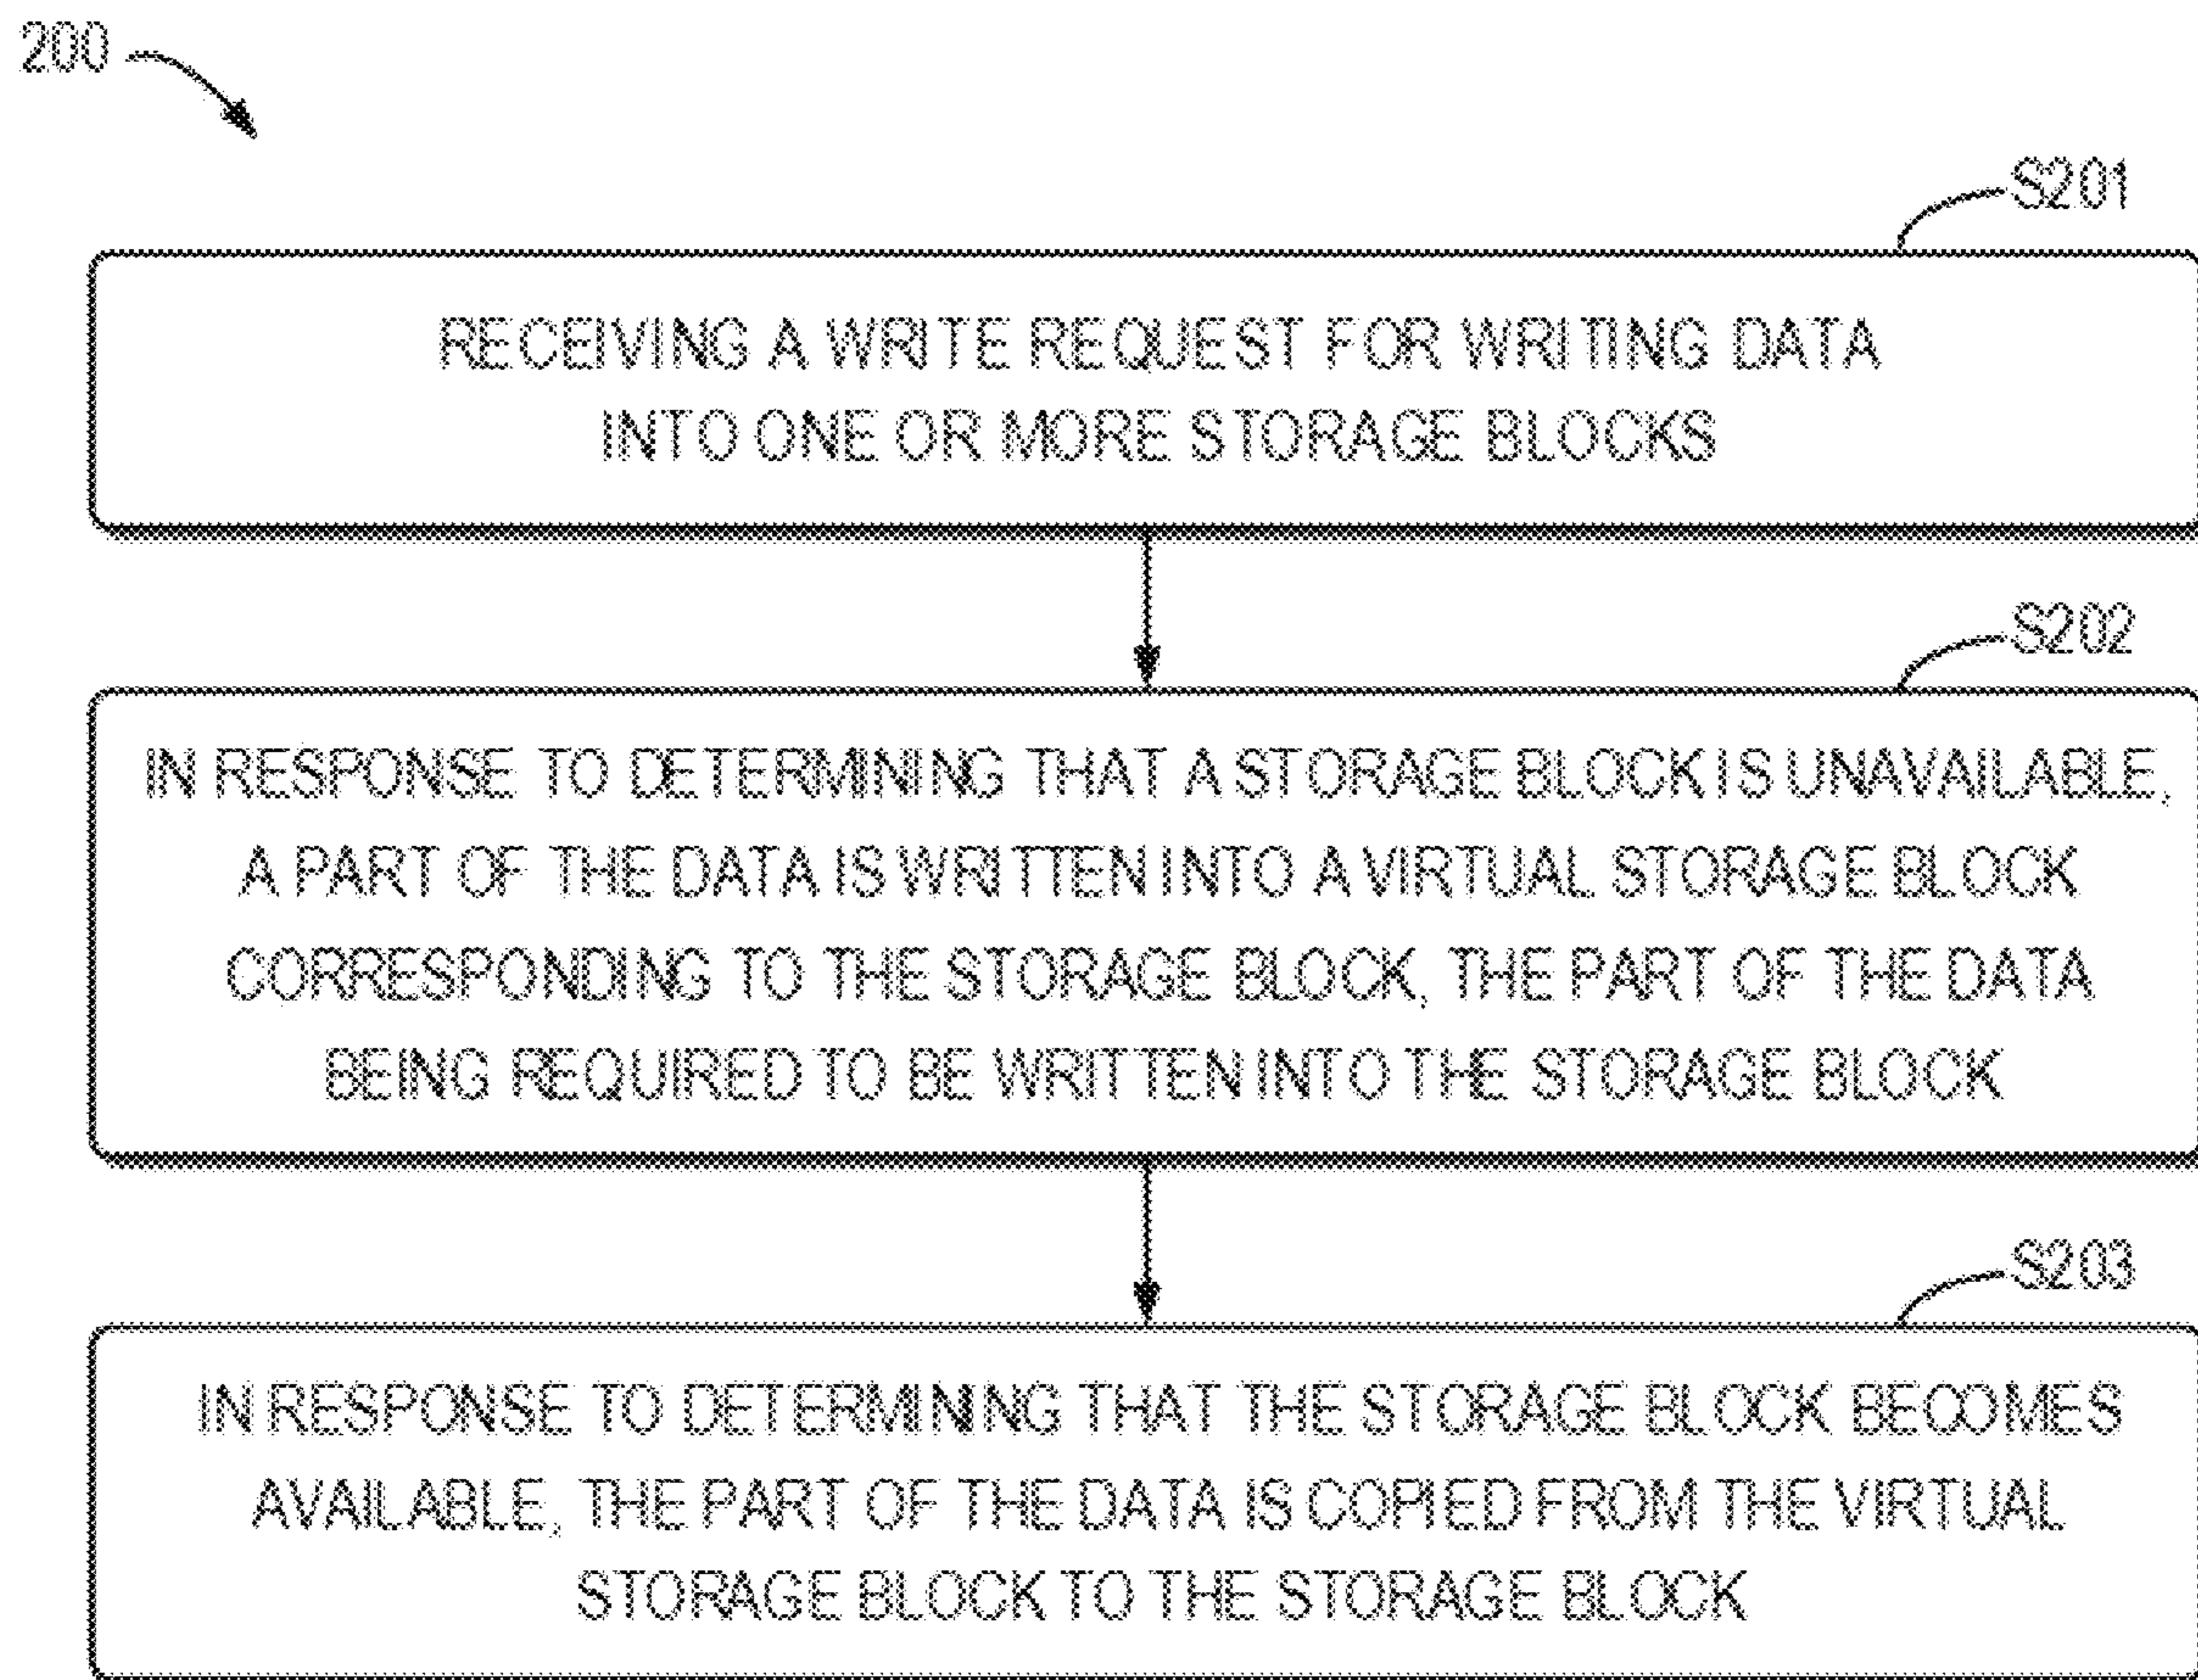 200
S201
RECEIVING A WRITE REQUEST FOR WRITING DATA
INTO ONE OR MORE STORAGE BLOCKS
S202
IN RESPONSE TO DETERMINING THAT A STORAGE BLOCK IS UNAVAILABLE,
A PART OF THE DATA IS WRITTEN INTO A VIRTUAL STORAGE BLOCK
CORRESPONDING TO THE STORAGE BLOCK, THE PART OF THE DATA
BEING REQUIRED TO BE WRITTEN INTO THE STORAGE BLOCK
S203
IN RESPONSE TO DETERMINING THAT THE STORAGE BLOCK BECOMES
AVAILABLE, THE PART OF THE DATA IS COPIED FROM THE VIRTUAL
STORAGE BLOCK TO THE STORAGE BLOCK